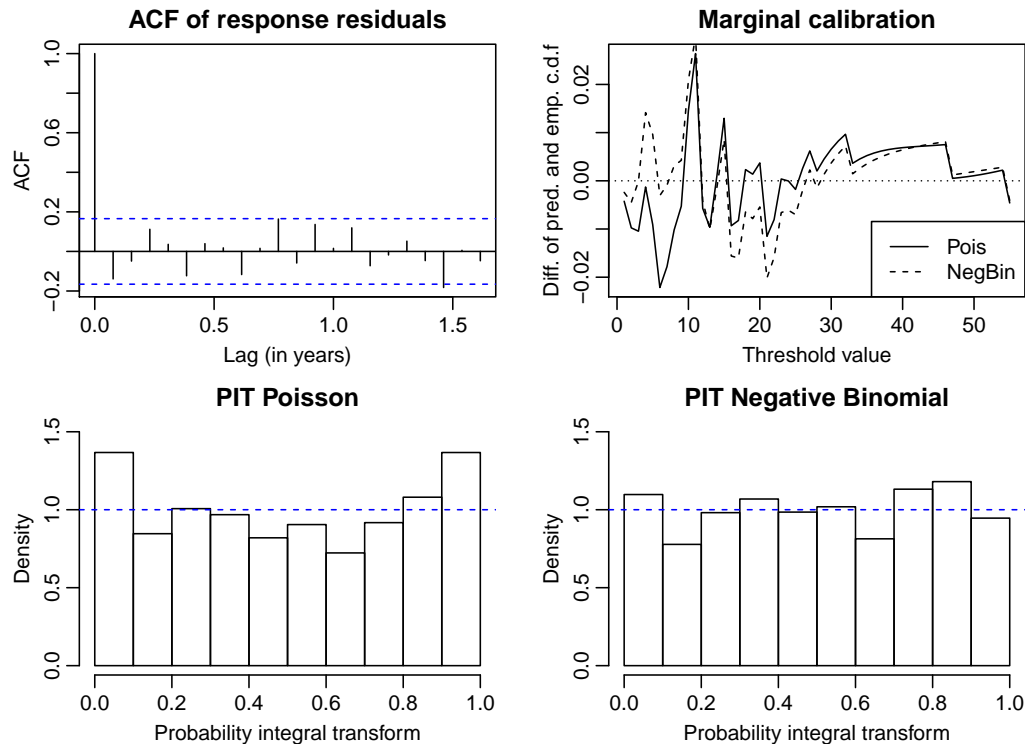 ACF of response residuals
ACF
−0.2
0.2
0.6
1.0
0.0
0.5
1.0
1.5
Lag (in years)
Marginal calibration
Diff. of pred. and emp. c.d.f
−0.02
0.00
0.02
0
10
20
30
40
50
Threshold value
Pois
NegBin
PIT Poisson
Density
0.0
0.5
1.0
1.5
0.0
0.2
0.4
0.6
0.8
1.0
Probability integral transform
PIT Negative Binomial
Density
0.0
0.5
1.0
1.5
0.0
0.2
0.4
0.6
0.8
1.0
Probability integral transform